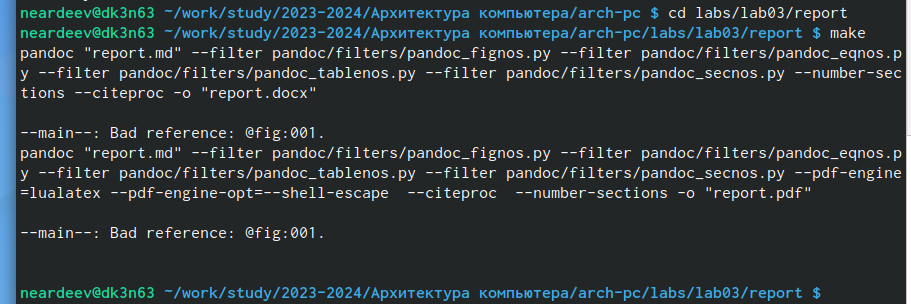 neardeev@dk3n63 ~/work/study/2023-2024/Архитектура компьютера/arch-pc $ cd labs/lab03/report
neardeev@dk3n63 ~/work/study/2023-2024/Архитектура компьютера/arch-pc/labs/lab03/report $ make
pandoc "report.md" --filter pandoc/filters/pandoc_fignos.py --filter pandoc/filters/pandoc_eqnos.p
y --filter pandoc/filters/pandoc_tablenos.py --filter pandoc/filters/pandoc_secnos.py --number-sec
tions --citeproc -o "report.docx"
--main--: Bad reference: @fig:001.
pandoc "report.md" --filter pandoc/filters/pandoc_fignos.py --filter pandoc/filters/pandoc_eqnos.p
y --filter pandoc/filters/pandoc_tablenos.py --filter pandoc/filters/pandoc_secnos.py --pdf-engine
=lualatex --pdf-engine-opt=--shell-escape  --citeproc  --number-sections -o "report.pdf"
--main--: Bad reference: @fig:001.
neardeev@dk3n63 ~/work/study/2023-2024/Архитектура компьютера/arch-pc/labs/lab03/report $